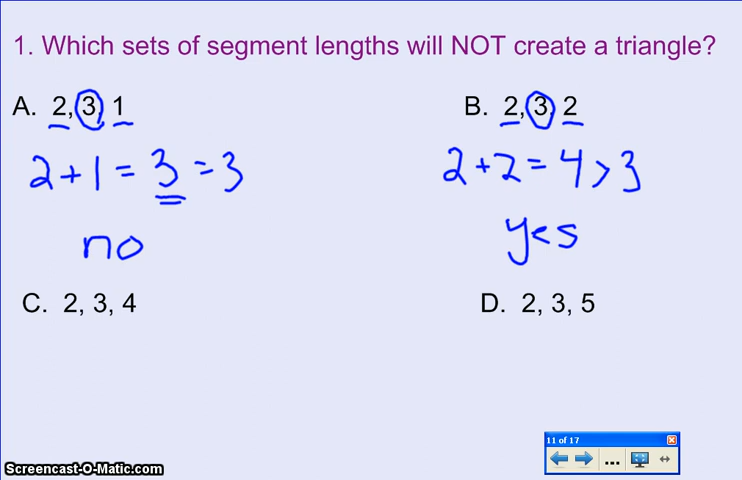 1. Which sets of segment lengths will NOT create a triangle?
A. 2, 3, 1
B. 2, 3, 2
2 + 1 = 3 = 3
2 + 2 = 4 > 3
no
yes
C. 2, 3, 4
D. 2, 3, 5
11 of 17
Screencast-O-Matic.com